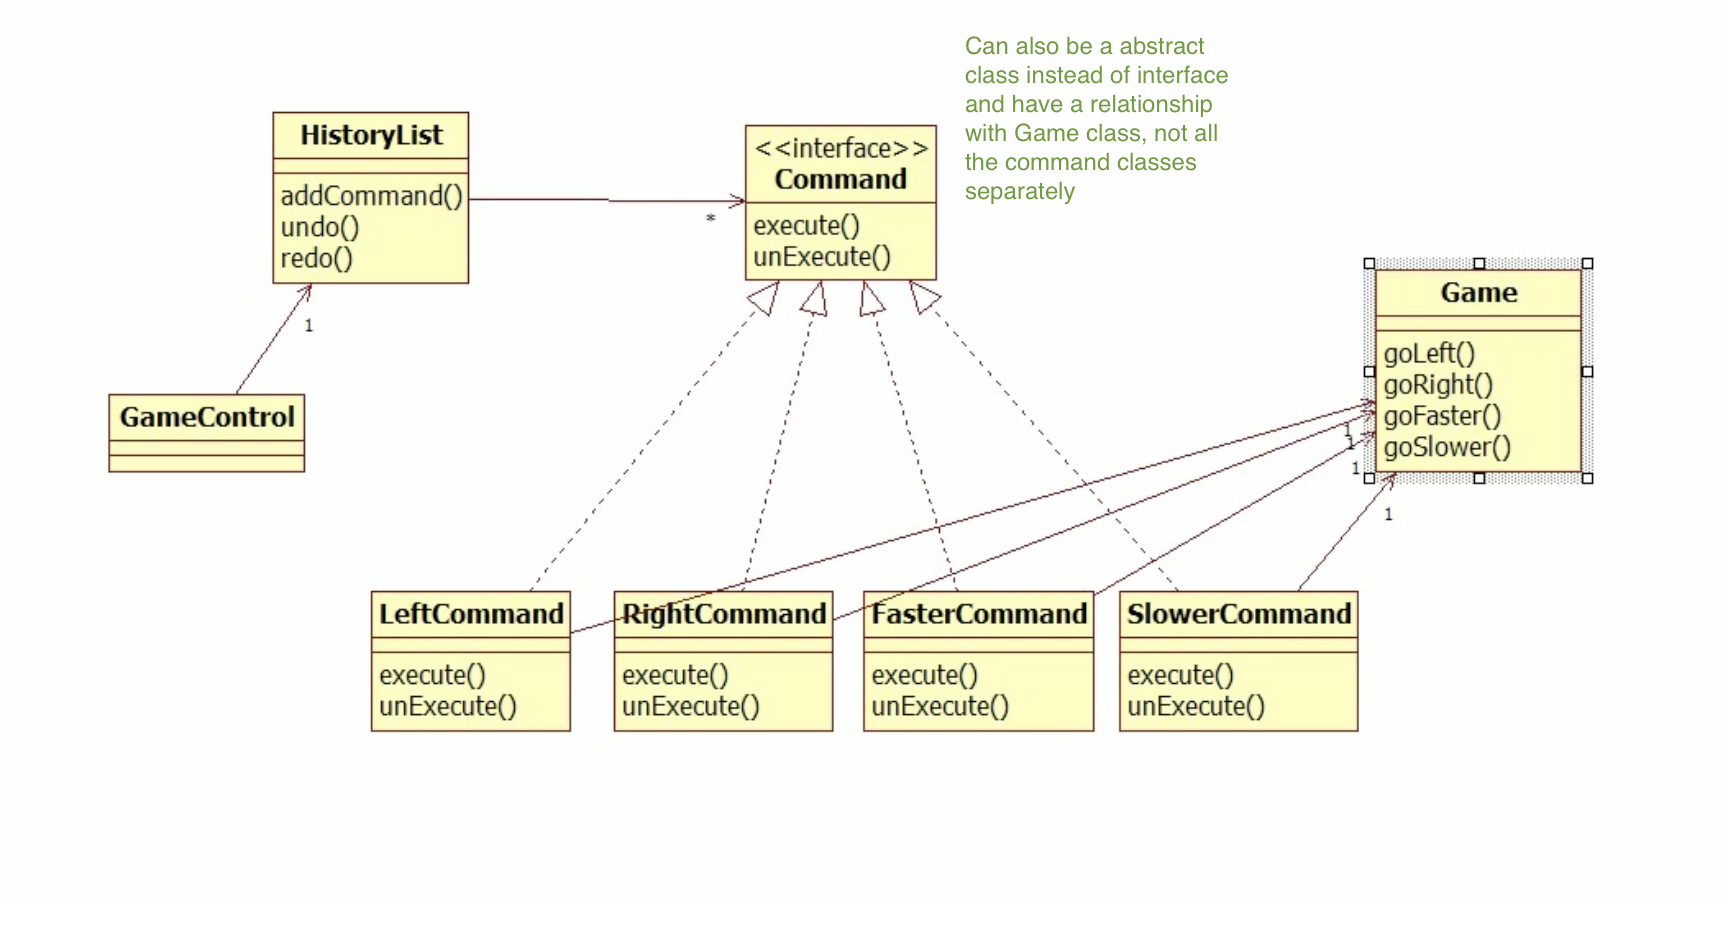 Can also be a abstract
class instead of interface
and have a relationship
with Game class, not all
the command classes
separately
HistoryList
addCommand()
undo()
redo()
*
<<interface>>
Command
execute()
unExecute()
1
GameControl
Game
goLeft()
goRight()
goFaster()
goSlower()
1
1
1
1
LeftCommand
execute()
unExecute()
RightCommand
execute()
unExecute()
FasterCommand
execute()
unExecute()
SlowerCommand
execute()
unExecute()